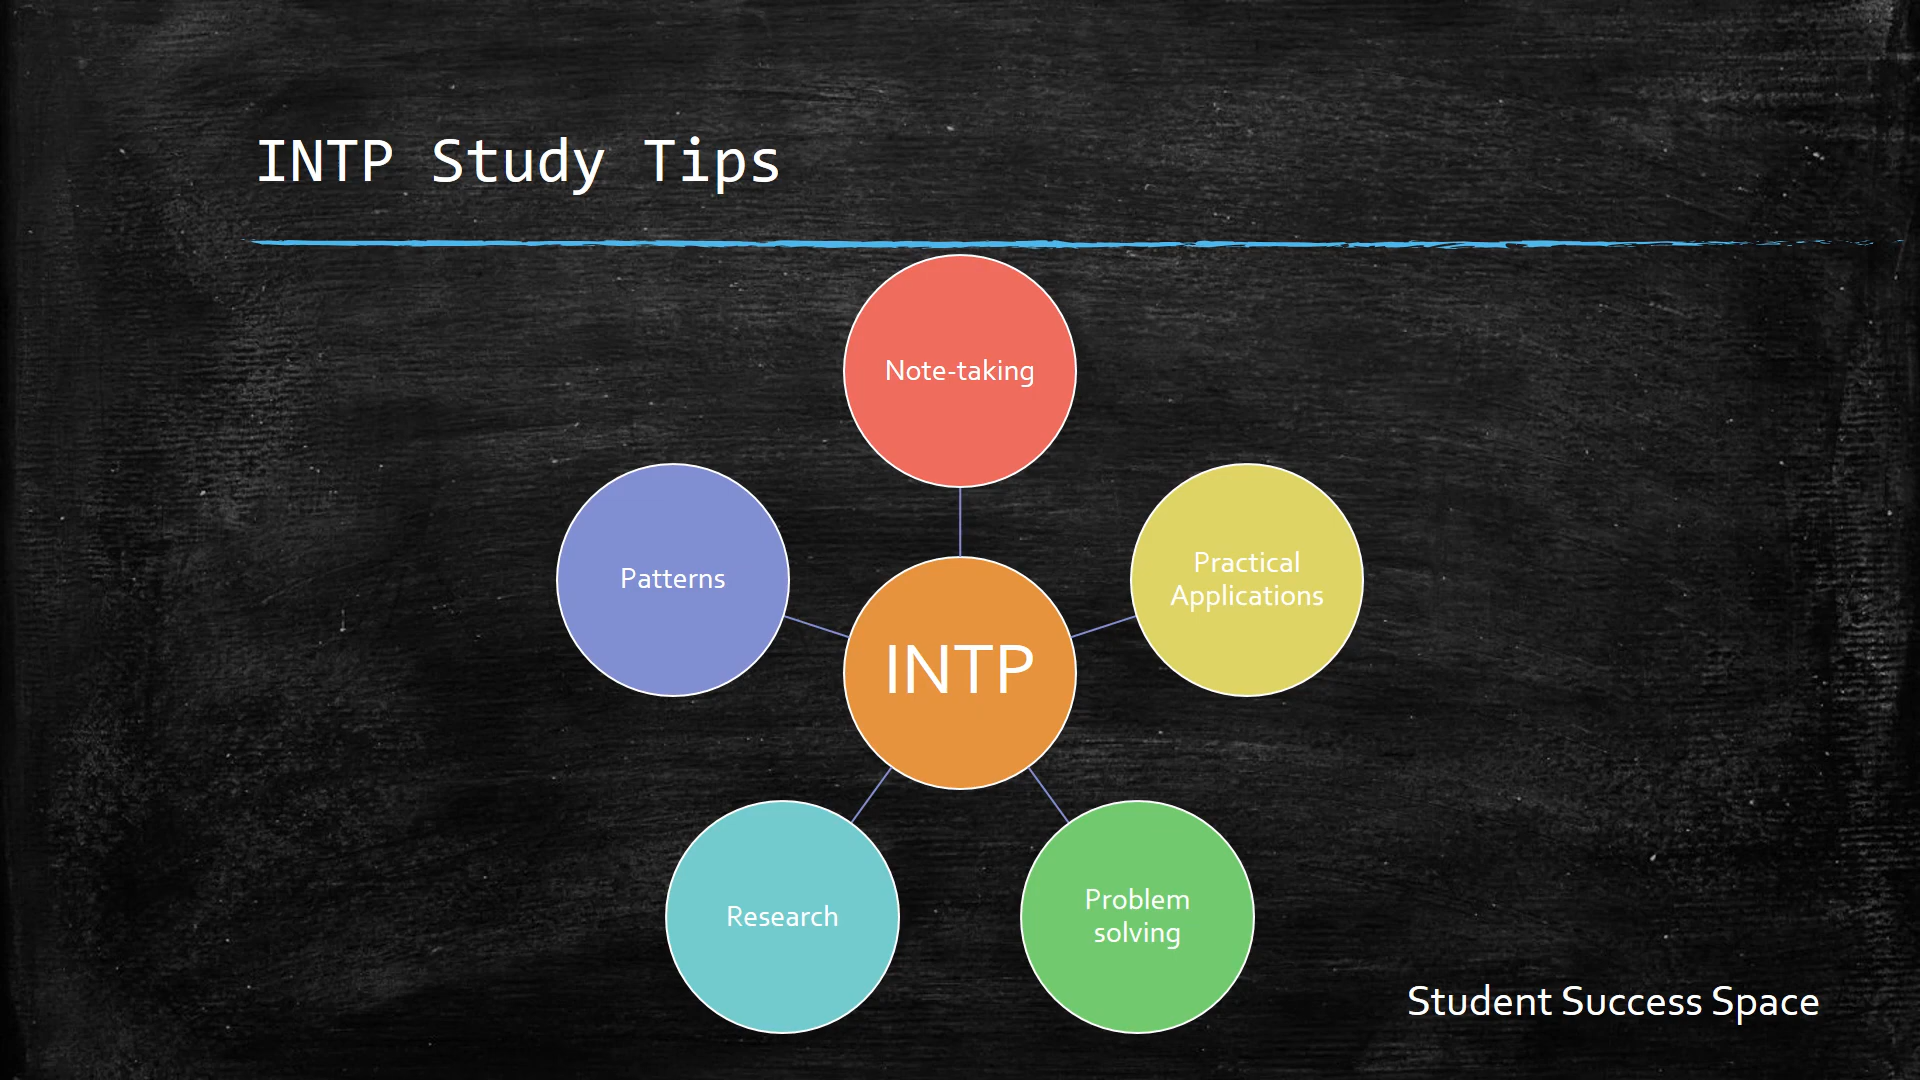 INTP Study Tips
Note-taking
Patterns
Practical
Applications
INTP
Research
Problem
solving
Student Success Space